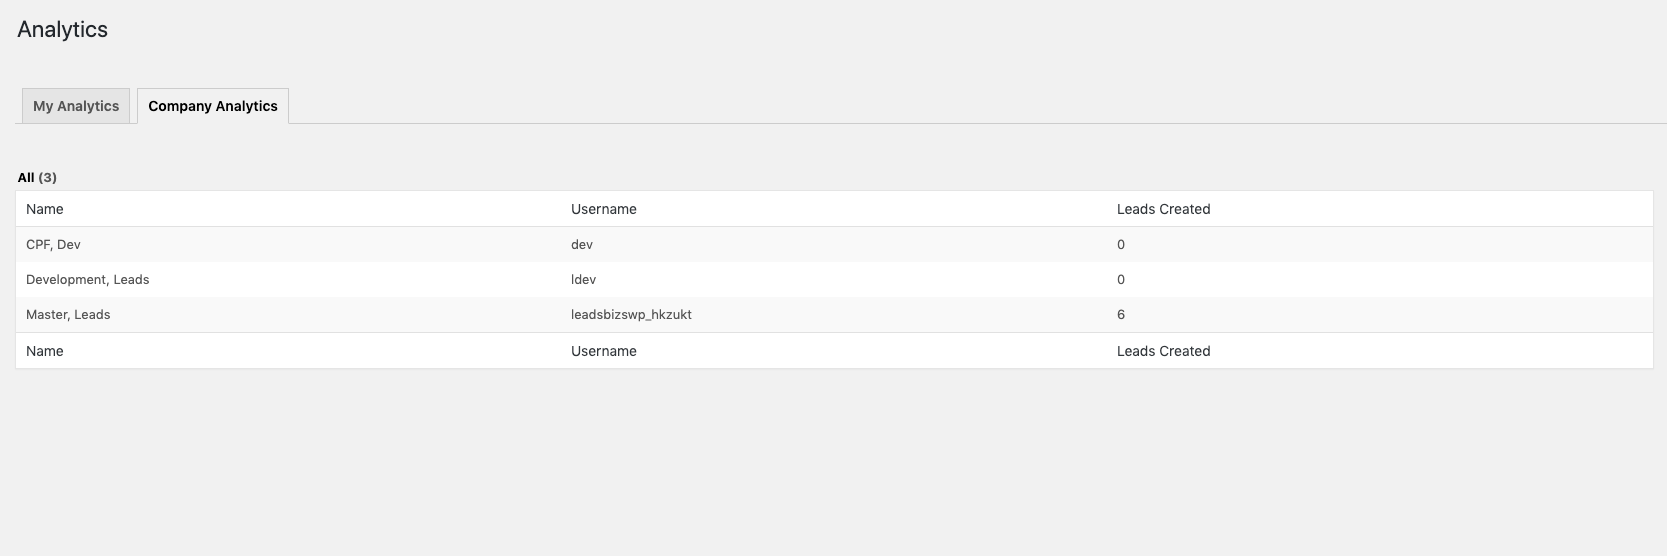 Analytics
My Analytics Company Analytics
All (3)
Name Username Leads Created
CPF, Dev dev 0
Development, Leads ldev 0
Master, Leads leadsbizswp_hkzukt 6
Name Username Leads Created